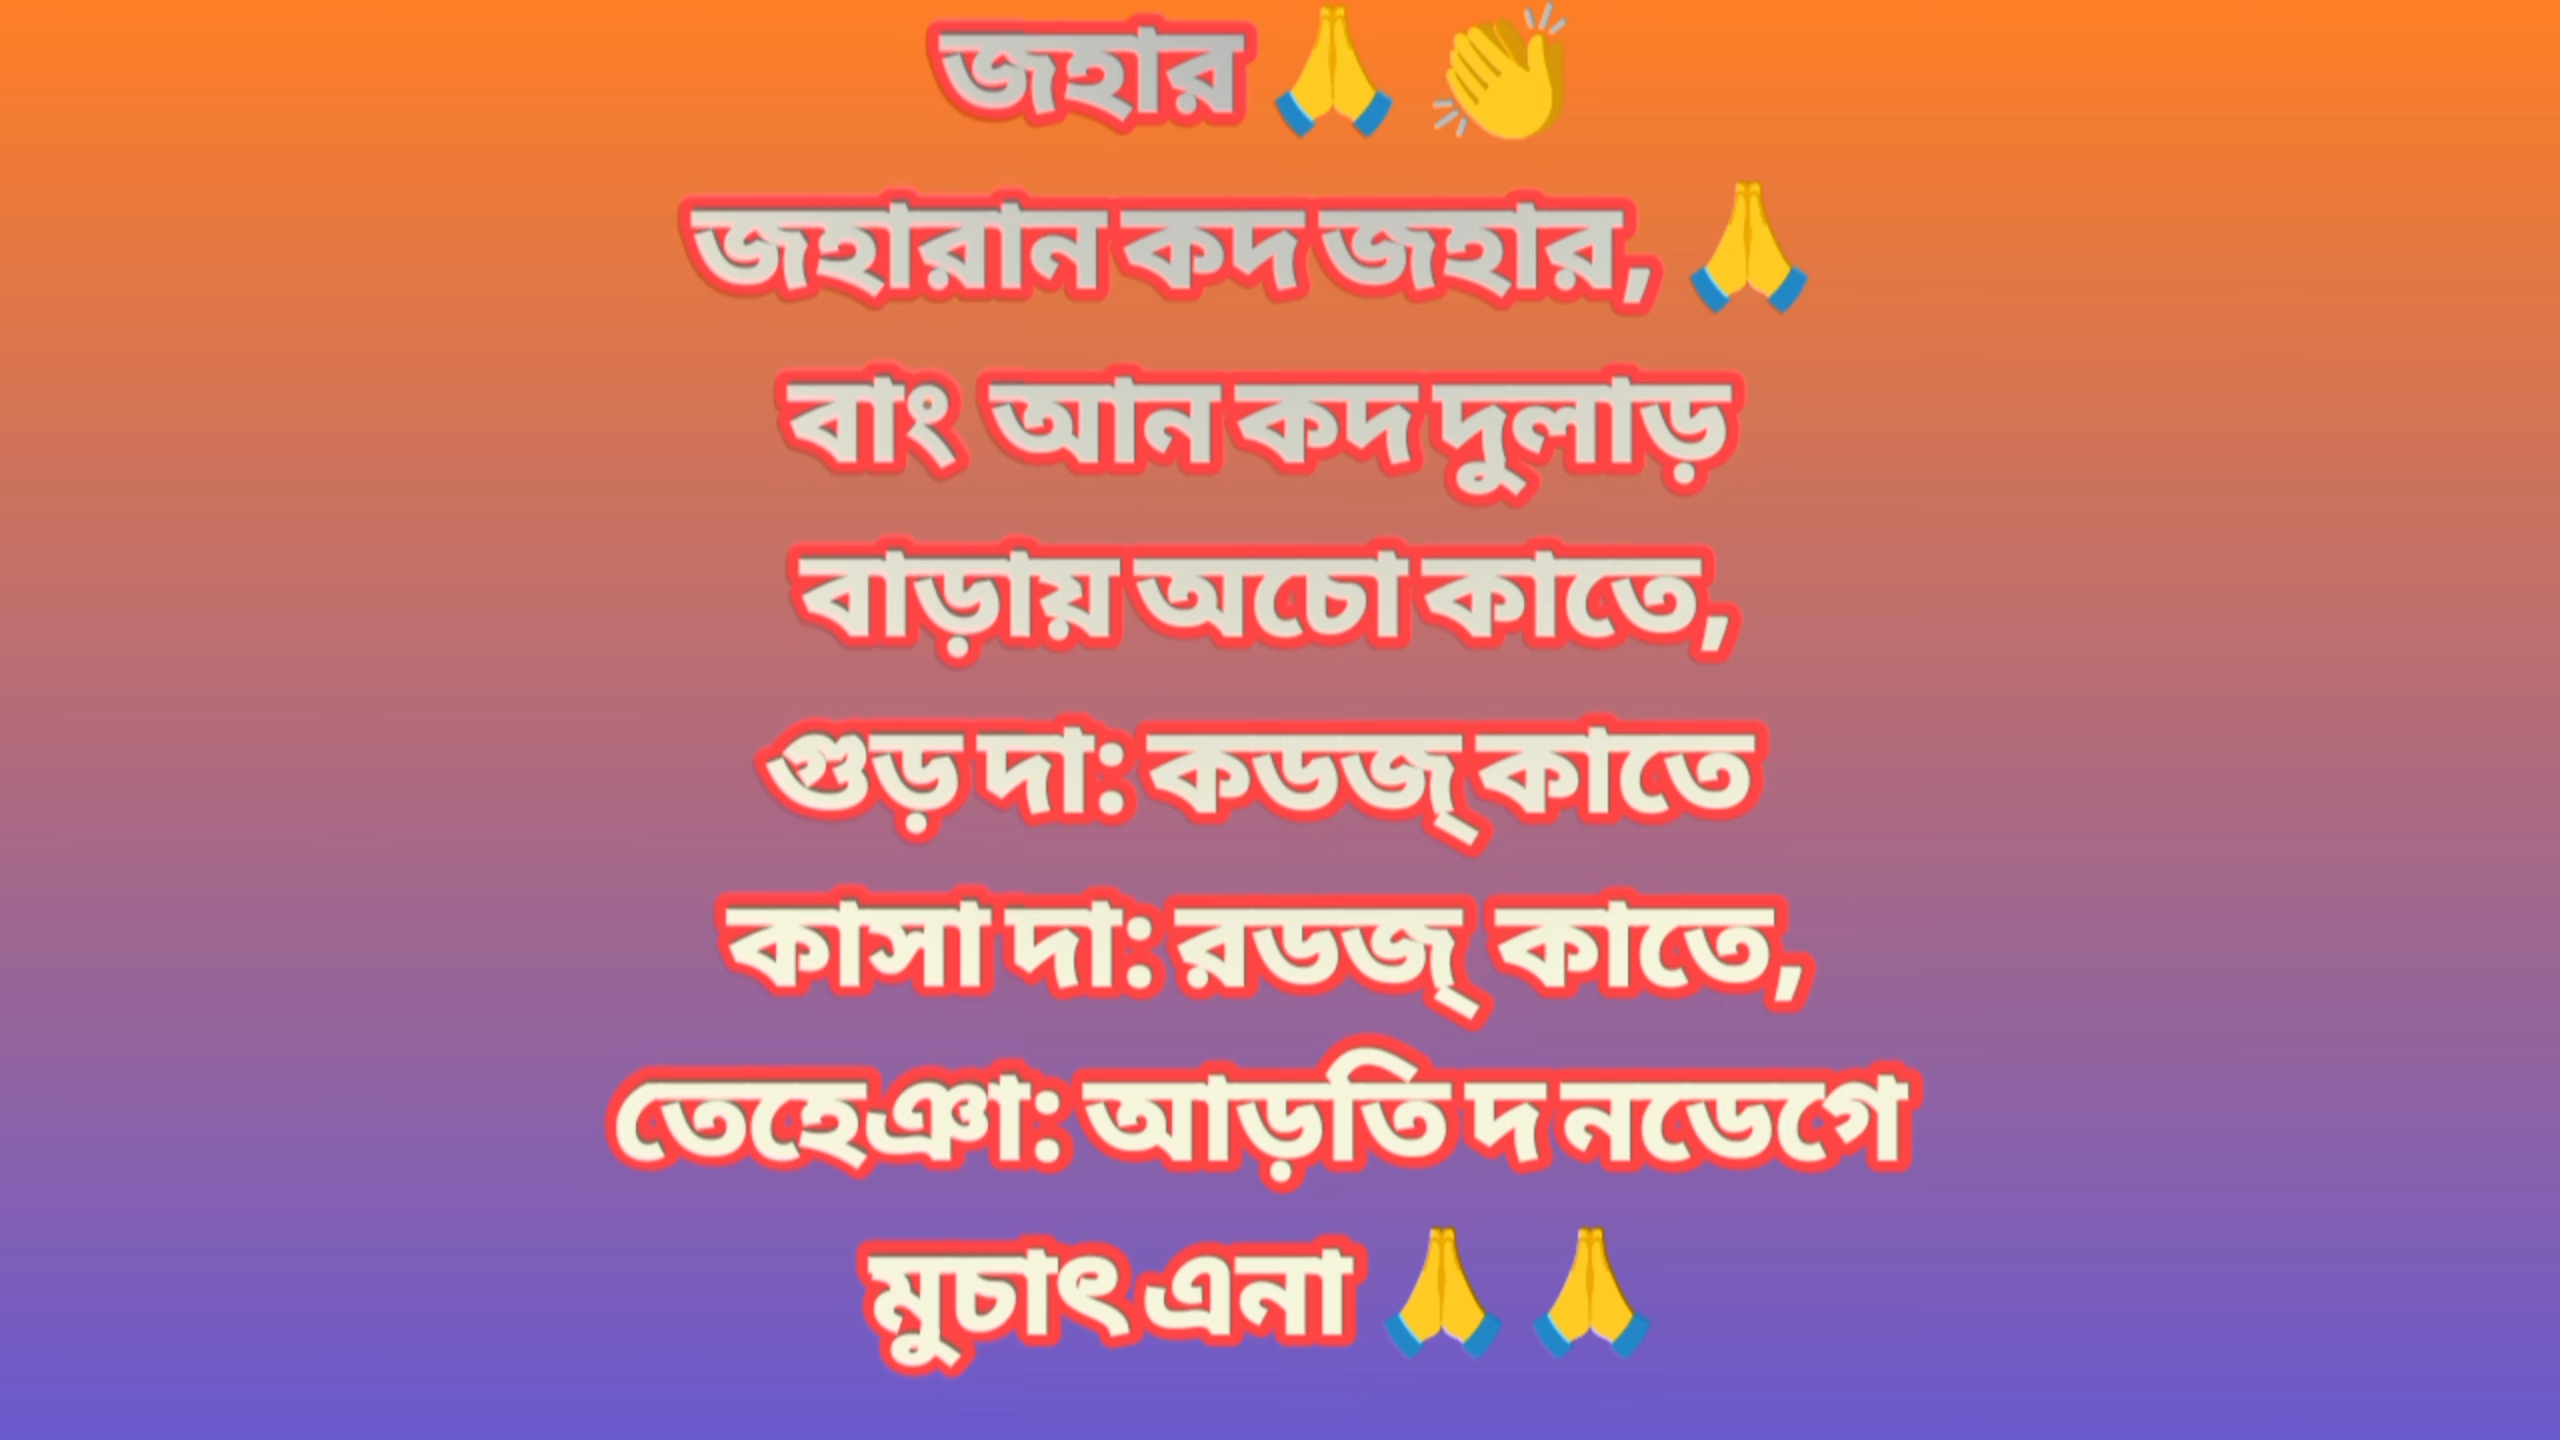 জহার 🙏 👏
জহারান কদ জহার, 🙏
বাং আন কদ দুলাড়
বাড়ায় অচো কাতে,
গুড় দা: কডজ্ কাতে
কাসা দা: রডজ্ কাতে,
তেহেঞা: আড়তি দ নডেগে
মুচাৎ এনা 🙏 🙏